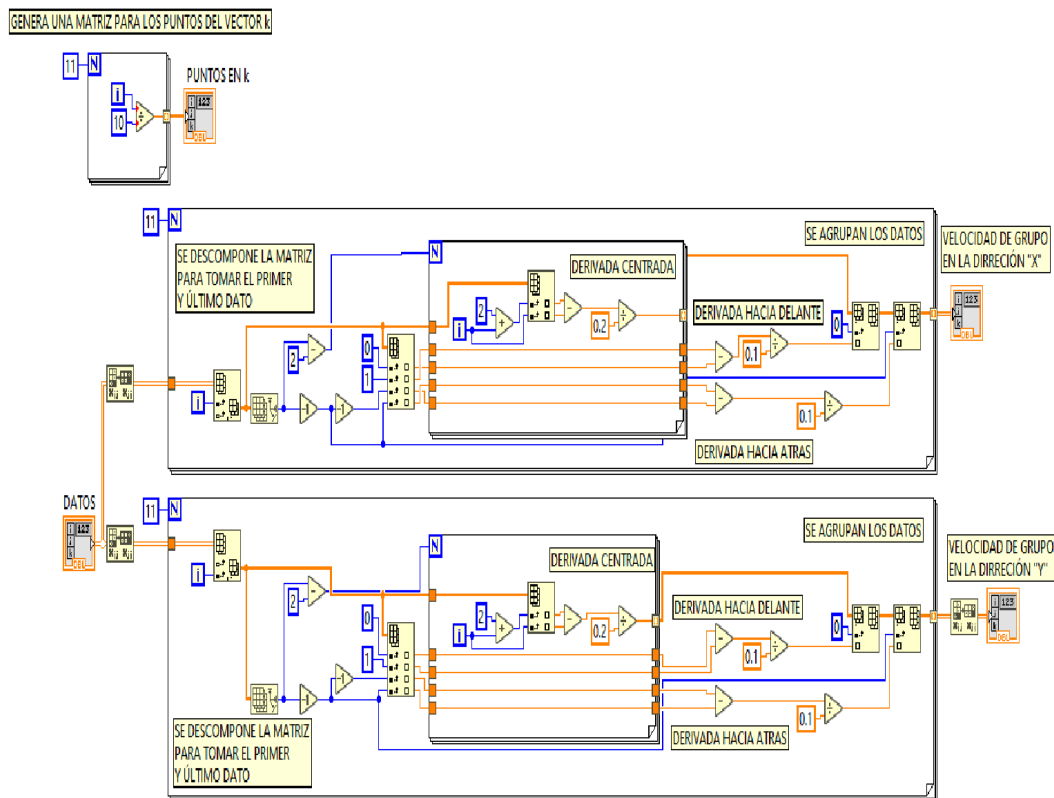 GENERA UNA MATRIZ PARA LOS PUNTOS DEL VECTOR k
11
N
PUNTOS EN k
i
10
÷
123
DBL
11
N
SE DESCOMPONE LA MATRIZ
PARA TOMAR EL PRIMER
Y ÚLTIMO DATO
N
DERIVADA CENTRADA
SE AGRUPAN LOS DATOS
VELOCIDAD DE GRUPO
EN LA DIRRECIÓN "X"
2
i
0.2
DERIVADA HACIA DELANTE
0.1
0
123
DBL
2
0
1
i
-1
-1
0.1
DERIVADA HACIA ATRAS
DATOS
123
DBL
11
N
SE AGRUPAN LOS DATOS
N
DERIVADA CENTRADA
VELOCIDAD DE GRUPO
EN LA DIRRECIÓN "Y"
i
2
0
2
i
0.2
DERIVADA HACIA DELANTE
0.1
0
123
DBL
1
-1
-1
0.1
SE DESCOMPONE LA MATRIZ
PARA TOMAR EL PRIMER
Y ÚLTIMO DATO
DERIVADA HACIA ATRAS